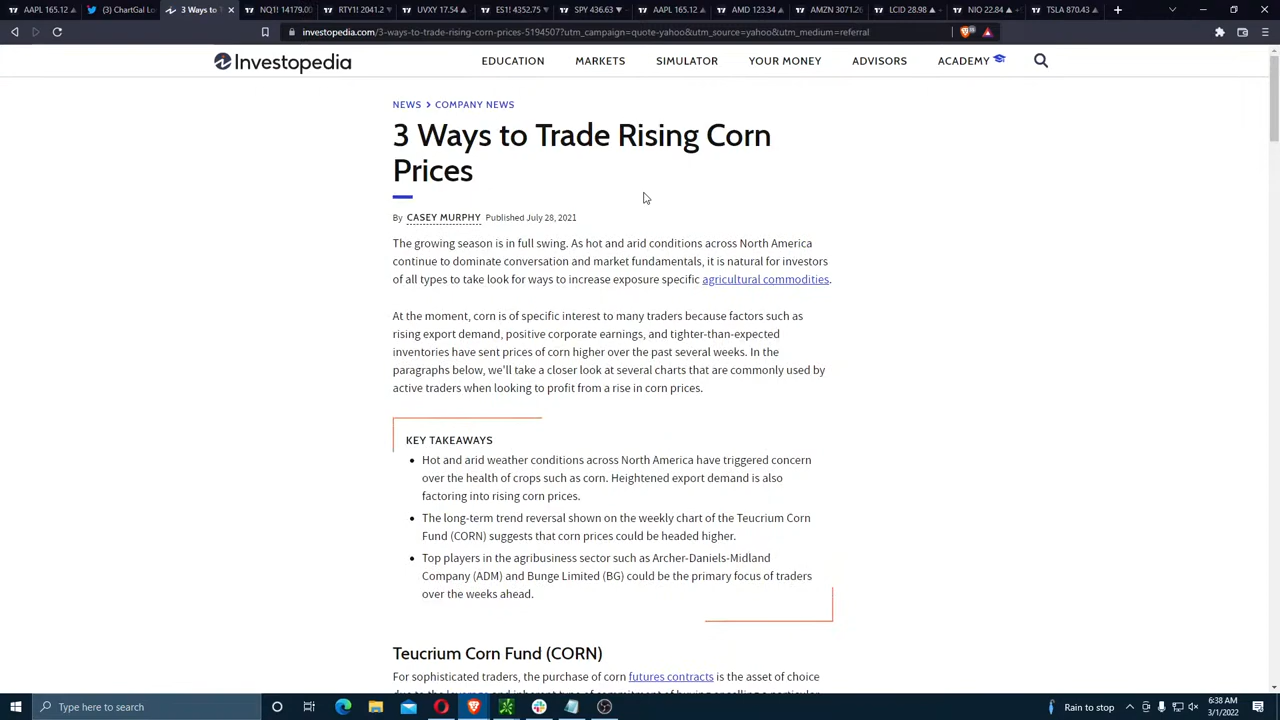 AAPL 165.12
(3) ChartGal Lo
3 Ways to T
NQ1! 14179.00
RTY1! 2041.2
UVXY 17.54
ES1! 4352.75
SPY 436.63
AAPL 165.12
AMD 123.34
AMZN 3071.26
LCID 28.98
NIO 22.84
TSLA 870.43
investopedia.com/3-ways-to-trade-rising-corn-prices-5194507?utm_campaign=quote-yahoo&utm_source=yahoo&utm_medium=referral
Investopedia
EDUCATION MARKETS SIMULATOR YOUR MONEY ADVISORS ACADEMY
NEWS > COMPANY NEWS
3 Ways to Trade Rising Corn
Prices
By CASEY MURPHY Published July 28, 2021
The growing season is in full swing. As hot and arid conditions across North America
continue to dominate conversation and market fundamentals, it is natural for investors
of all types to take look for ways to increase exposure specific agricultural commodities.
At the moment, corn is of specific interest to many traders because factors such as
rising export demand, positive corporate earnings, and tighter-than-expected
inventories have sent prices of corn higher over the past several weeks. In the
paragraphs below, we'll take a closer look at several charts that are commonly used by
active traders when looking to profit from a rise in corn prices.
KEY TAKEAWAYS
• Hot and arid weather conditions across North America have triggered concern
over the health of crops such as corn. Heightened export demand is also
factoring into rising corn prices.
• The long-term trend reversal shown on the weekly chart of the Teucrium Corn
Fund (CORN) suggests that corn prices could be headed higher.
• Top players in the agribusiness sector such as Archer-Daniels-Midland
Company (ADM) and Bunge Limited (BG) could be the primary focus of traders
over the weeks ahead.
Teucrium Corn Fund (CORN)
For sophisticated traders, the purchase of corn futures contracts is the asset of choice
Type here to search
Rain to stop
6:38 AM
3/1/2022